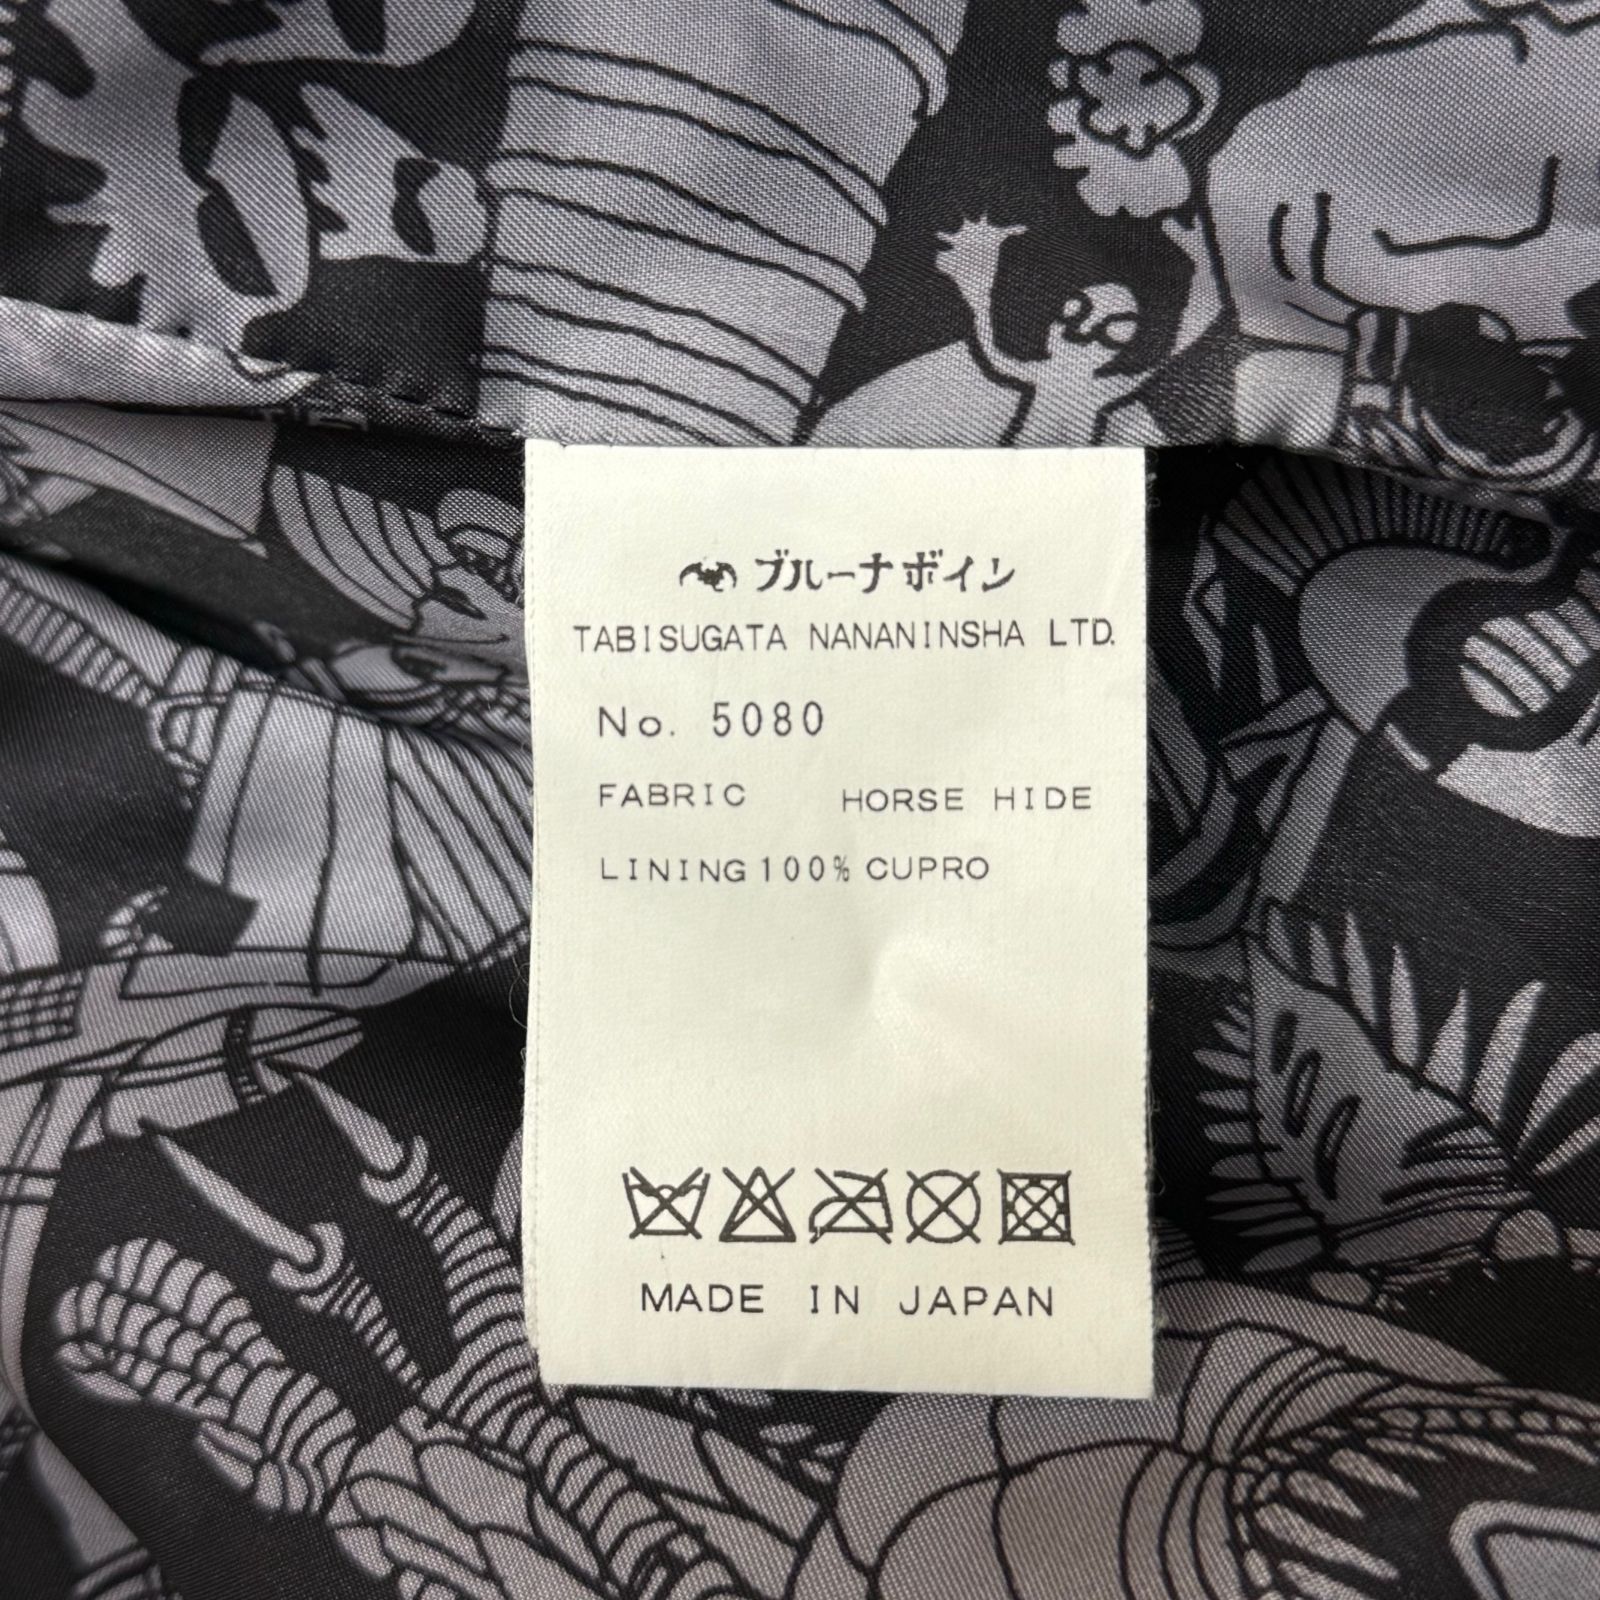 ブルーナボイン
TABISUGATA NANANINSHA LTD.
No. 5080
FABRIC HORSE HIDE
LINING 100% CUPRO
MADE IN JAPAN